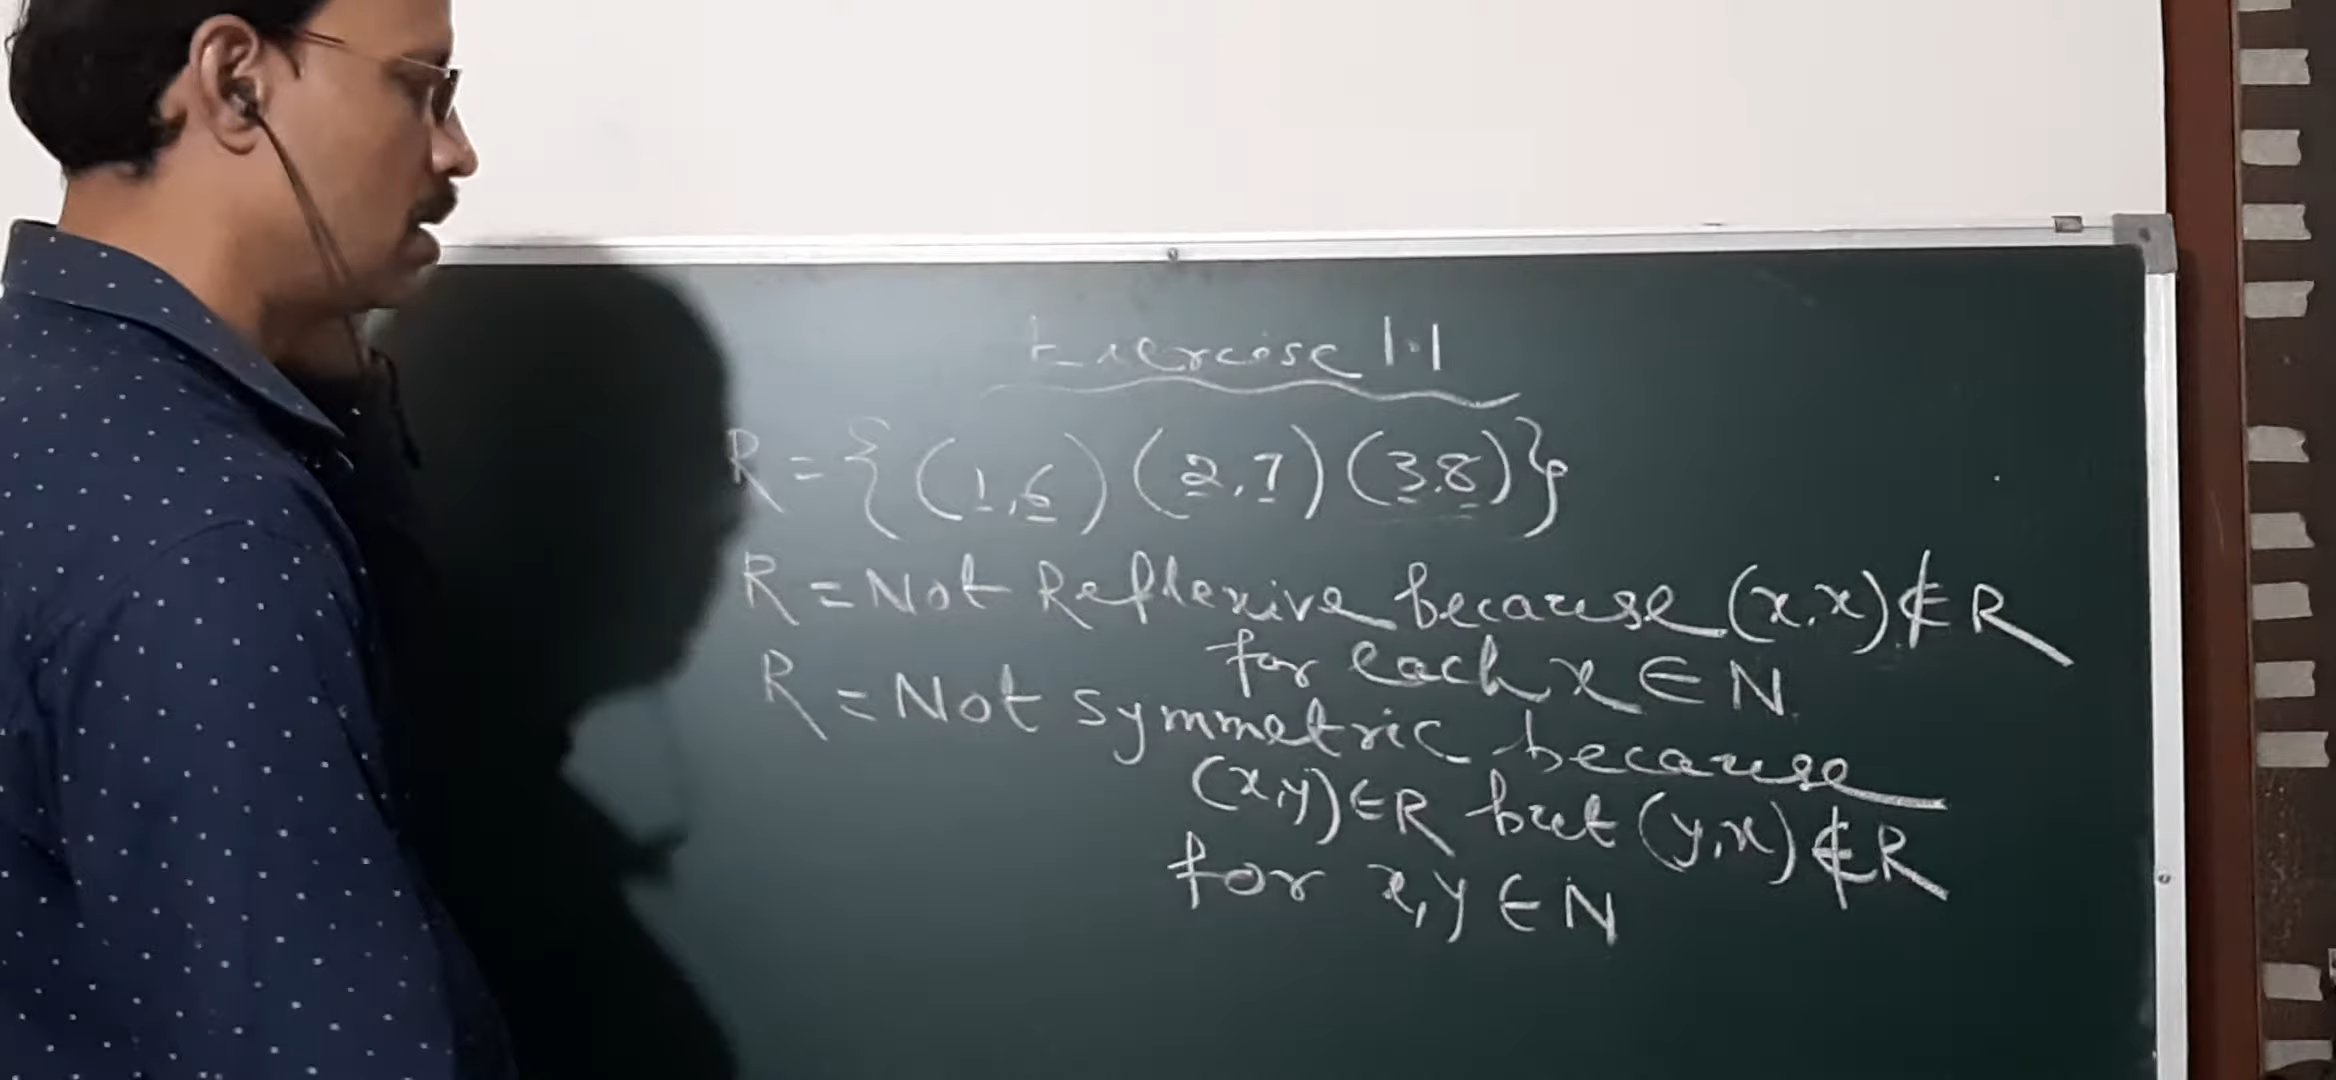 Exercise 1.1
R = { (1,6) (2,7) (3,8) }
R = Not Reflexive because (x,x) ∉ R
for each x ∈ N
R = Not symmetric because
(x,y) ∈ R but (y,x) ∉ R
for x,y ∈ N